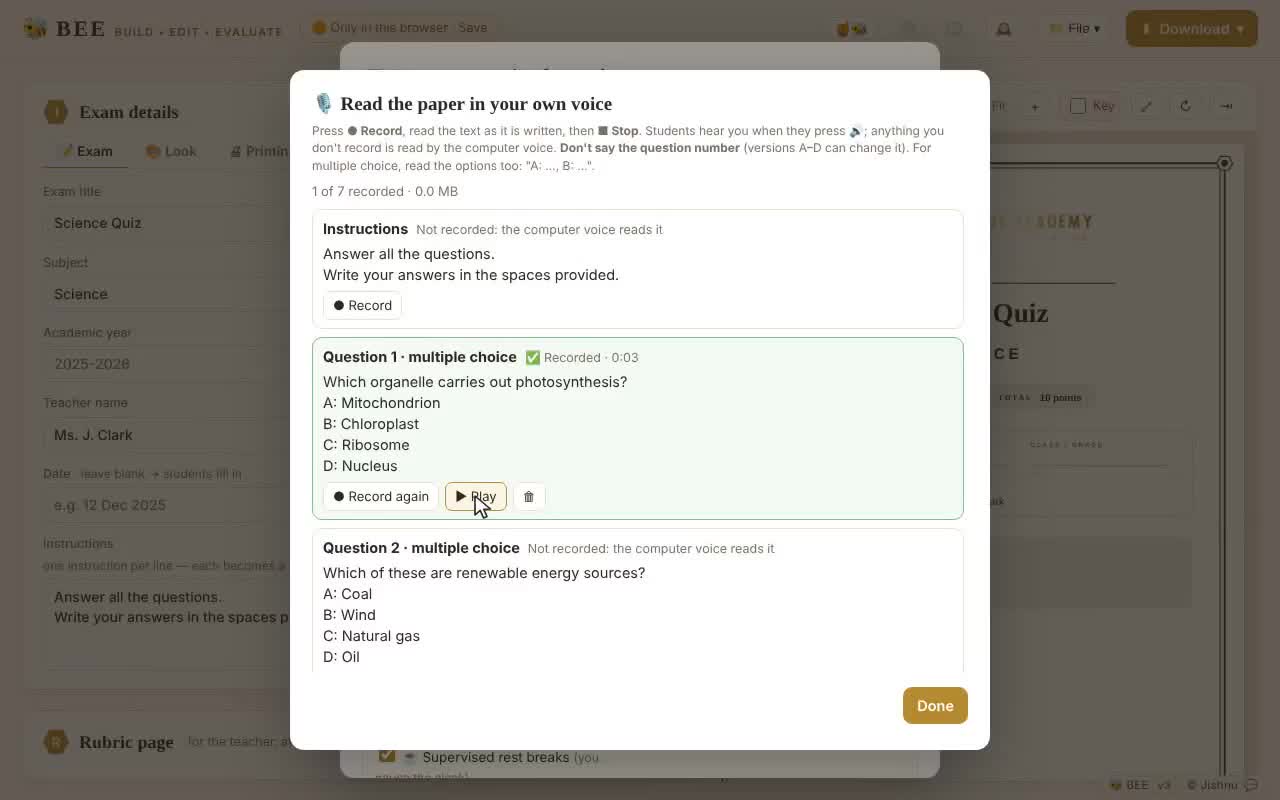 🐝 BEE BUILD • EDIT • EVALUATE
Only in this browser · Save
File ▾
⬇ Download ▾
🎙️ Read the paper in your own voice
Press ● Record, read the text as it is written, then ■ Stop. Students hear you when they press 🔊; anything you
don't record is read by the computer voice. Don't say the question number (versions A–D can change it). For
multiple choice, read the options too: "A: ..., B: ...".
1 of 7 recorded · 0.0 MB
Instructions Not recorded: the computer voice reads it
Answer all the questions.
Write your answers in the spaces provided.
● Record
Question 1 · multiple choice ✅ Recorded · 0:03
Which organelle carries out photosynthesis?
A: Mitochondrion
B: Chloroplast
C: Ribosome
D: Nucleus
● Record again ▶ Play 🗑
Question 2 · multiple choice Not recorded: the computer voice reads it
Which of these are renewable energy sources?
A: Coal
B: Wind
C: Natural gas
D: Oil
Done
Exam details
📝 Exam 🎨 Look 🖨 Printin
Exam title
Science Quiz
Subject
Science
Academic year
2025-2026
Teacher name
Ms. J. Clark
Date · leave blank → students fill in
e.g. 12 Dec 2025
Instructions
one instruction per line — each becomes a
Answer all the questions.
Write your answers in the spaces p
R Rubric page for the teacher; a
Fit + Key
ADEMY
Quiz
CE
TOTAL 10 points
CLASS / GRADE
☕ Supervised rest breaks (you
🐝 BEE v3 © Jishnu 💬